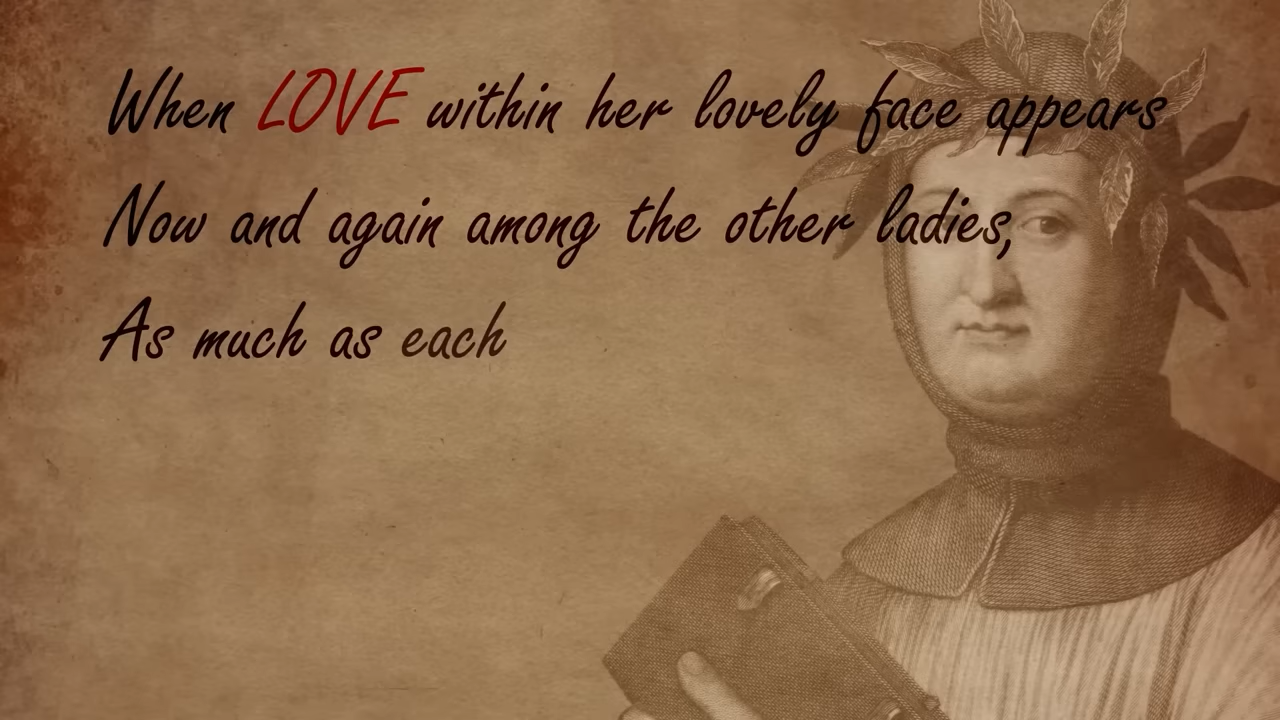 When LOVE within her lovely face appears
Now and again among the other ladies,
As much as each